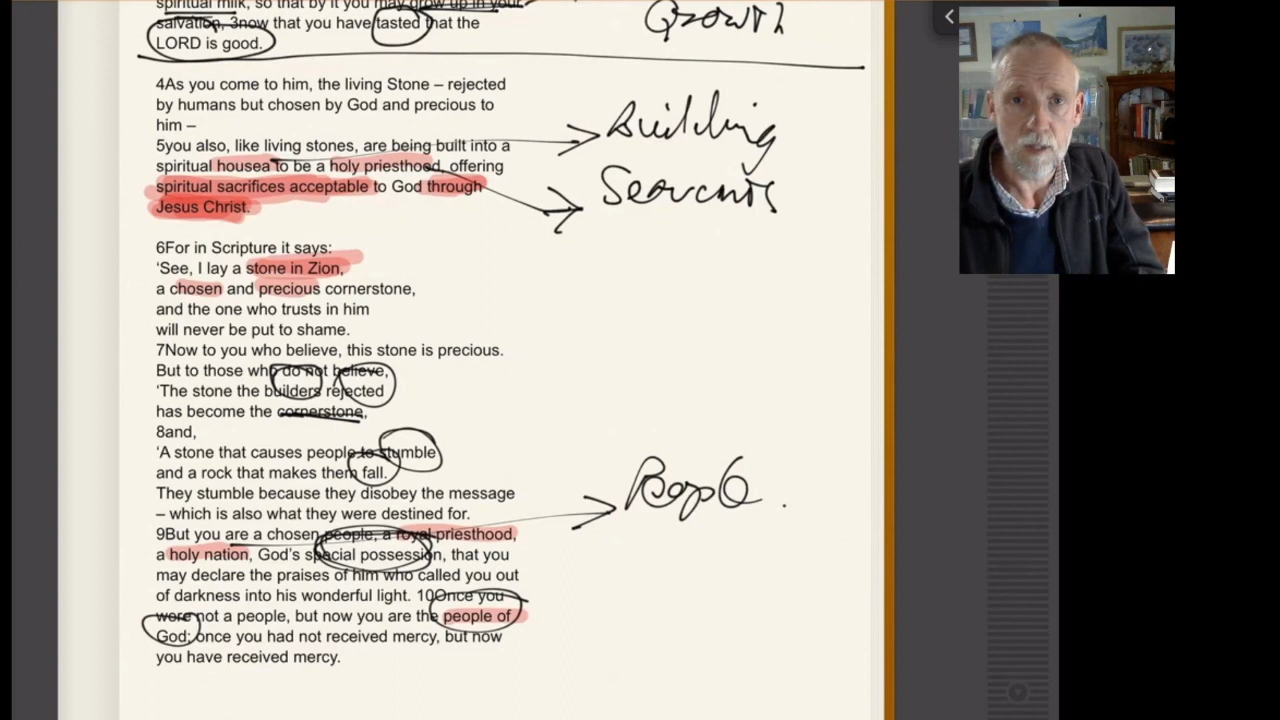 spiritual milk, so that by it you may grow up in your
salvation, 3now that you have tasted that the
LORD is good.
Growth
4As you come to him, the living Stone – rejected
by humans but chosen by God and precious to
him –
5you also, like living stones, are being built into a
spiritual housea to be a holy priesthood, offering
spiritual sacrifices acceptable to God through
Jesus Christ.
Building
Servants
6For in Scripture it says:
‘See, I lay a stone in Zion,
a chosen and precious cornerstone,
and the one who trusts in him
will never be put to shame.
7Now to you who believe, this stone is precious.
But to those who do not believe,
‘The stone the builders rejected
has become the cornerstone,
8and,
‘A stone that causes people to stumble
and a rock that makes them fall.
They stumble because they disobey the message
– which is also what they were destined for.
9But you are a chosen people, a royal priesthood,
a holy nation, God’s special possession, that you
may declare the praises of him who called you out
of darkness into his wonderful light. 10Once you
were not a people, but now you are the people of
God; once you had not received mercy, but now
you have received mercy.
People